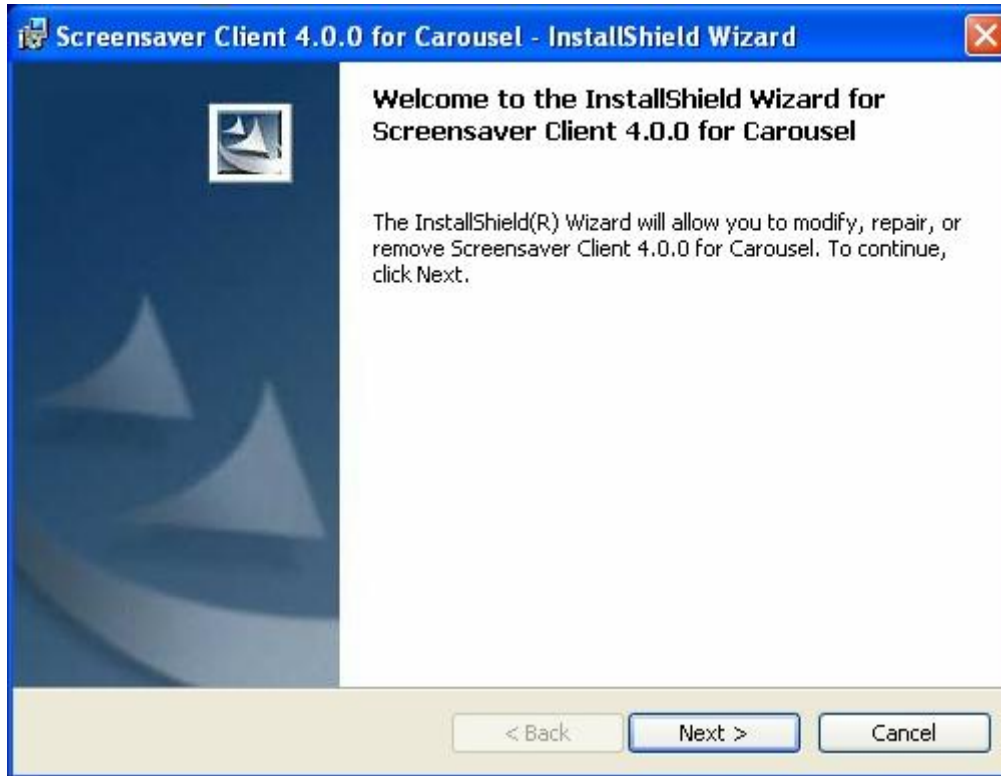 Screensaver Client 4.0.0 for Carousel - InstallShield Wizard
Welcome to the InstallShield Wizard for
Screensaver Client 4.0.0 for Carousel
The InstallShield(R) Wizard will allow you to modify, repair, or
remove Screensaver Client 4.0.0 for Carousel. To continue,
click Next.
< Back
Next >
Cancel